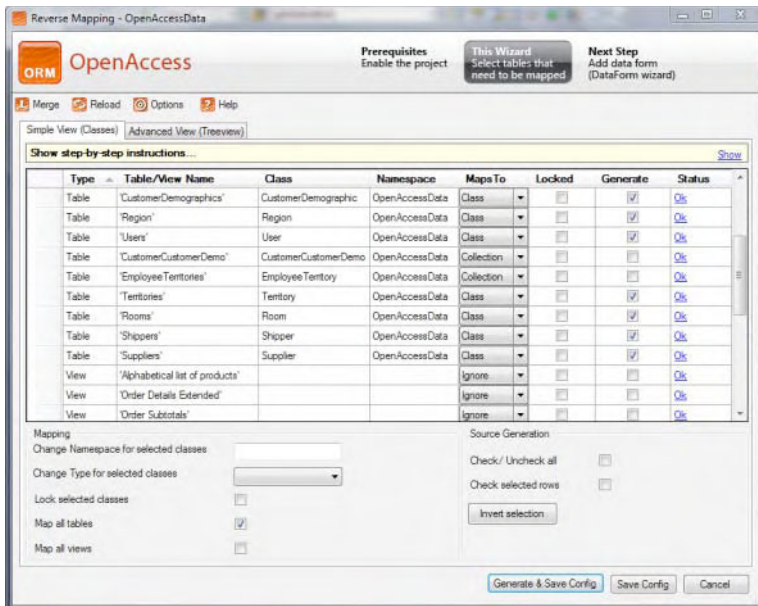 Reverse Mapping - OpenAccessData
ORM OpenAccess
Prerequisites
Enable the project
This Wizard
Select tables that
need to be mapped
Next Step
Add data form
(DataForm wizard)
Merge Reload Options Help
Simple View (Classes) Advanced View (Treeview)
Show step-by-step instructions... Show
Type Table/View Name Class Namespace MapsTo Locked Generate Status
Table 'CustomerDemographics' CustomerDemographic OpenAccessData Class Ok
Table 'Region' Region OpenAccessData Class Ok
Table 'Users' User OpenAccessData Class Ok
Table 'CustomerCustomerDemo' CustomerCustomerDemo OpenAccessData Collection Ok
Table 'EmployeeTerritories' EmployeeTerritory OpenAccessData Collection Ok
Table 'Territories' Territory OpenAccessData Class Ok
Table 'Rooms' Room OpenAccessData Class Ok
Table 'Shippers' Shipper OpenAccessData Class Ok
Table 'Suppliers' Supplier OpenAccessData Class Ok
View 'Alphabetical list of products' Ignore Ok
View 'Order Details Extended' Ignore Ok
View 'Order Subtotals' Ignore Ok
Mapping
Change Namespace for selected classes
Change Type for selected classes
Lock selected classes
Map all tables
Map all views
Source Generation
Check/ Uncheck all
Check selected rows
Invert selection
Generate & Save Config Save Config Cancel